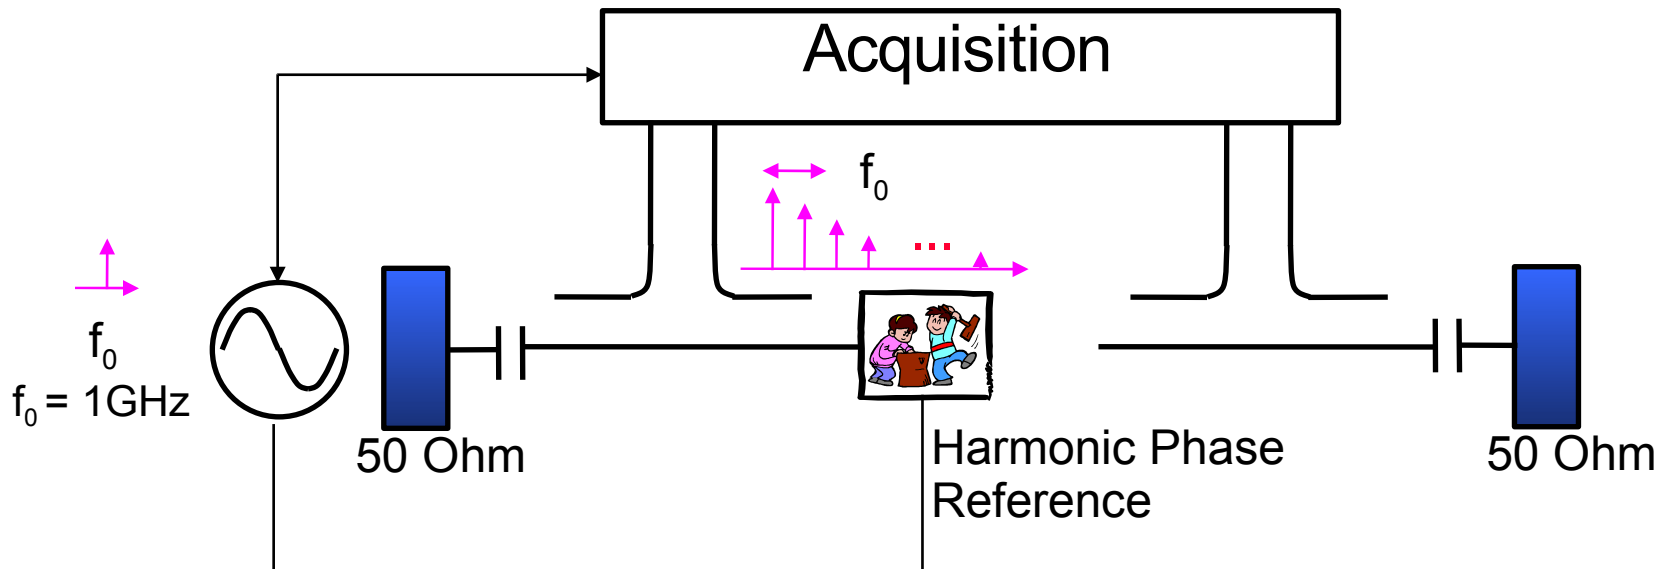 Acquisition
f0
f0
f0 = 1GHz
50 Ohm
Harmonic Phase
Reference
50 Ohm